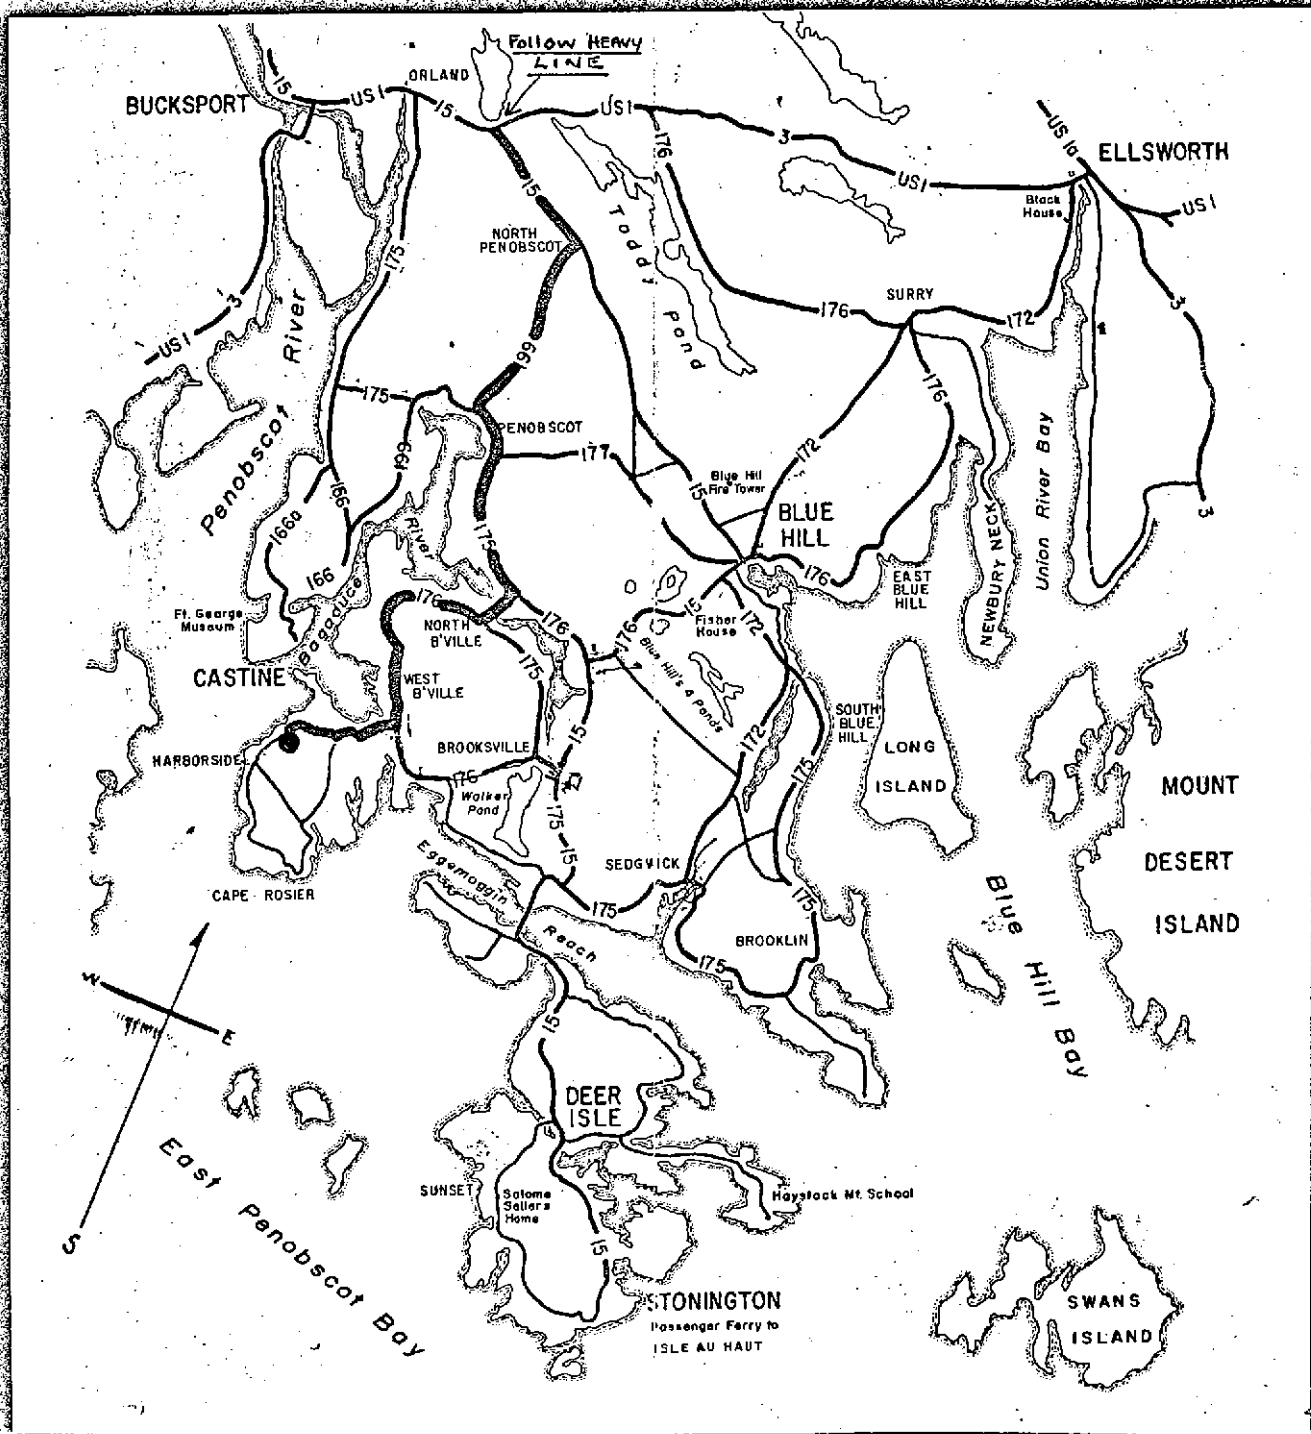 Follow HEAVY
LINE
15
ORLAND
BUCKSPORT
US1
15
US1
176
3
US 1a
ELLSWORTH
US1
US1
Black
House
15
NORTH
PENOBSCOT
Toddy
Pond
175
3
US1
River
Penobscot
176
SURRY
172
3
199
175
176
PENOBSCOT
177
199
172
Blue Hill
Fire Tower
15
BLUE
HILL
Union River Bay
3
166
166a
River
175
NEWBURY NECK
176
EAST
BLUE
HILL
166
Bagaduce
Ft. George
Museum
176
NORTH
B'VILLE
176
176
15
Fisher
House
172
CASTINE
WEST
B'VILLE
175
Blue Hill's 4 Ponds
SOUTH
BLUE
HILL
LONG
ISLAND
HARBORSIDE
BROOKSVILLE
15
172
175
MOUNT
DESERT
ISLAND
176
Walker
Pond
175
15
Eggemoggin
Reach
SEDGWICK
175
175
CAPE ROSIER
BROOKLIN
175
Blue Hill Bay
W
E
S
15
DEER
ISLE
East Penobscot Bay
SUNSET
Salome
Sellers
Home
Haystack Mt. School
15
STONINGTON
Passenger Ferry to
ISLE AU HAUT
SWANS
ISLAND